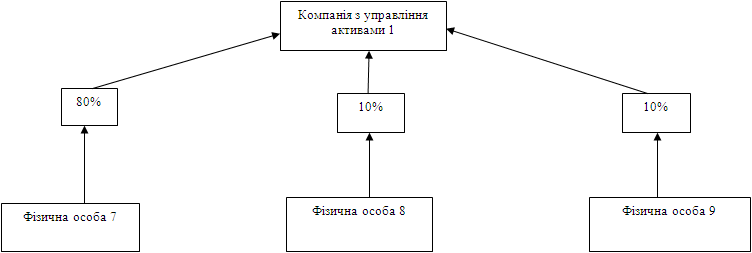 Компанія з управління
активами 1
80%
10%
10%
Фізична особа 7
Фізична особа 8
Фізична особа 9